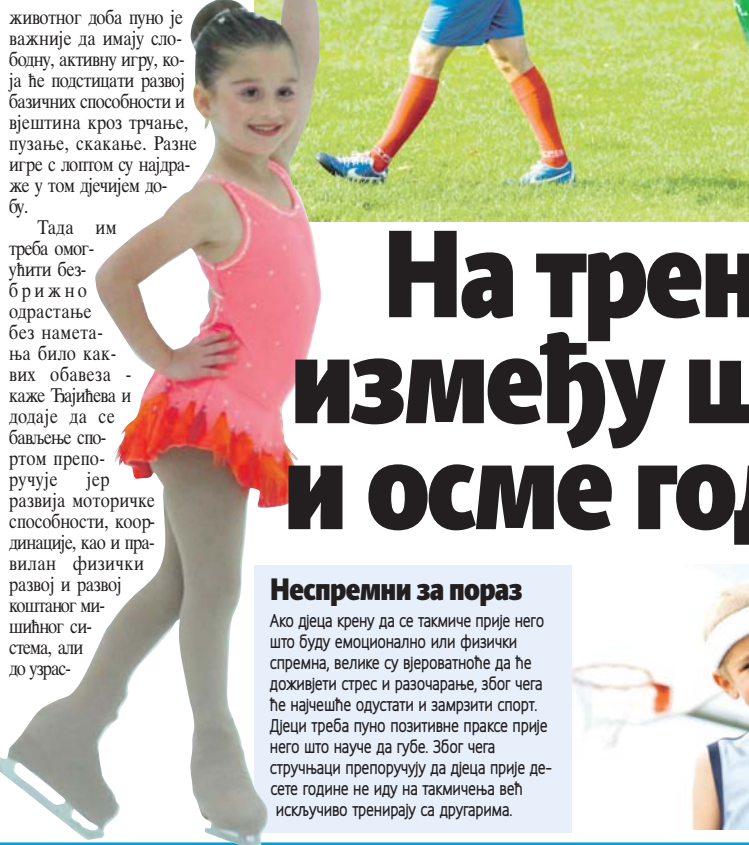 животног доба пуно је
важније да имају сло-
бодну, активну игру, ко-
ја ће подстицати развој
базичних способности и
вјештина кроз трчање,
пузање, скакање. Разне
игре с лоптом су најдра-
же у том дјечијем до-
бу.
Тада им
треба омог-
ућити без-
брижно
одрастање
без намета-
ња било как-
вих обавеза -
каже Ђајићева и
додаје да се
бављење спо-
ртом препо-
ручује јер
развија моторичке
способности, коор-
динације, као и пра-
вилан физички
развој и развој
коштаног ми-
шићног си-
стема, али
до узрас-
На трен
између ш
и осме го
Неспремни за пораз
Ако дјеца крену да се такмиче прије него
што буду емоционално или физички
спремна, велике су вјероватноће да ће
доживјети стрес и разочарање, због чега
ће најчешће одустати и замрзити спорт.
Дјеци треба пуно позитивне праксе прије
него што науче да губе. Због чега
стручњаци препоручују да дјеца прије де-
сете године не иду на такмичења већ
искључиво тренирају са другарима.